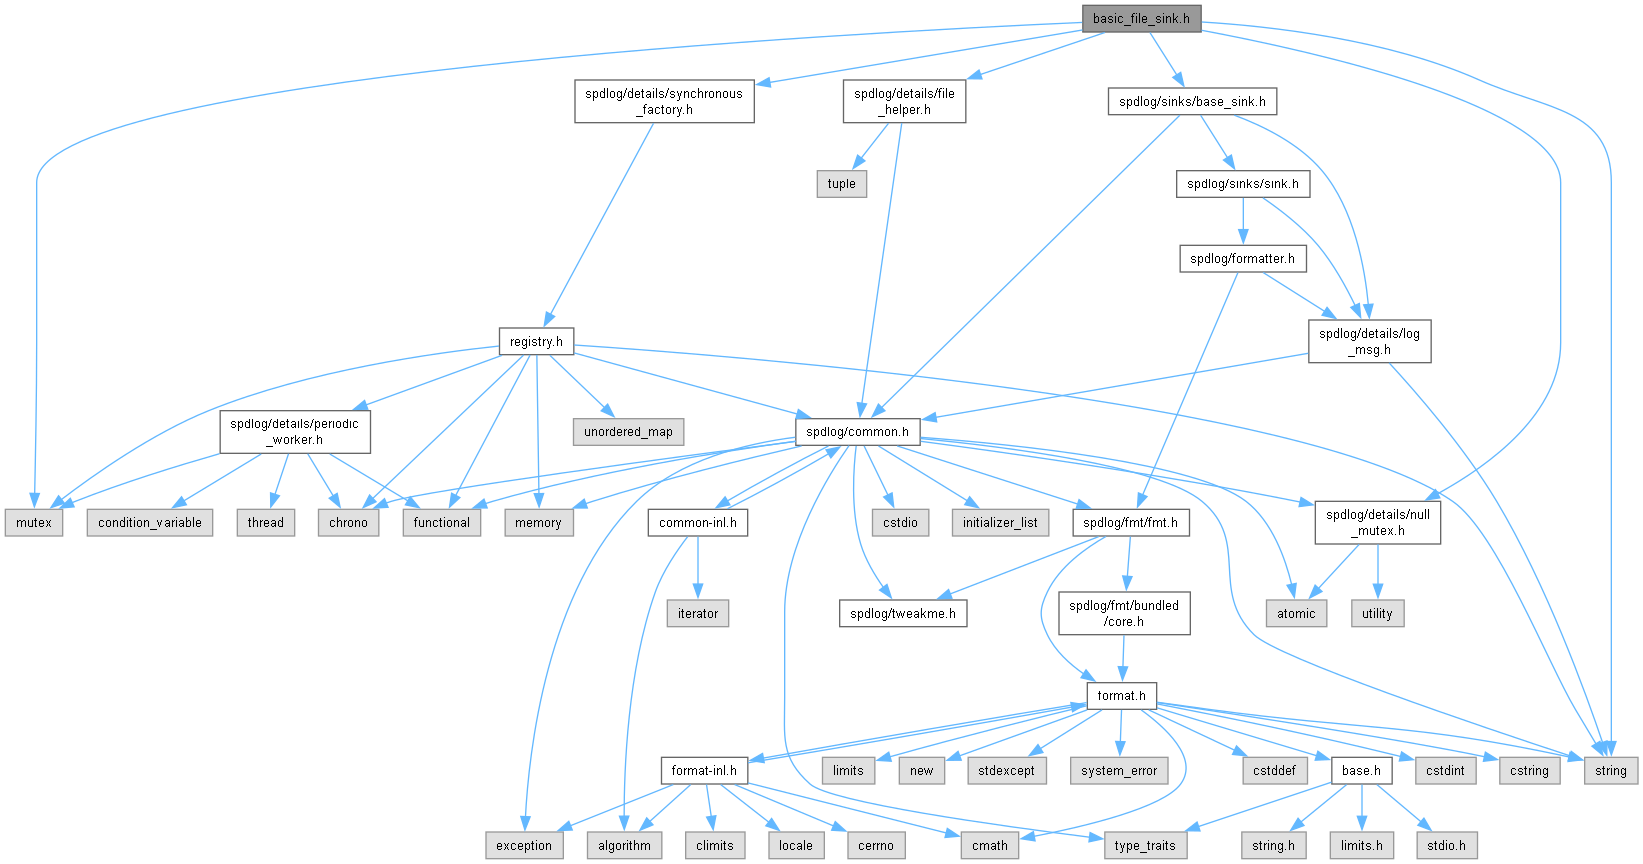 basic_file_sink.h
spdlog/details/synchronous
_factory.h
spdlog/details/file
_helper.h
spdlog/sinks/base_sink.h
tuple
spdlog/sinks/sink.h
spdlog/formatter.h
registry.h
spdlog/details/log
_msg.h
spdlog/details/periodic
_worker.h
unordered_map
spdlog/common.h
mutex
condition_variable
thread
chrono
functional
memory
common-inl.h
cstdio
initializer_list
spdlog/fmt/fmt.h
spdlog/details/null
_mutex.h
iterator
spdlog/tweakme.h
spdlog/fmt/bundled
/core.h
atomic
utility
format.h
format-inl.h
limits
new
stdexcept
system_error
cstddef
base.h
cstdint
cstring
string
exception
algorithm
climits
locale
cerrno
cmath
type_traits
string.h
limits.h
stdio.h